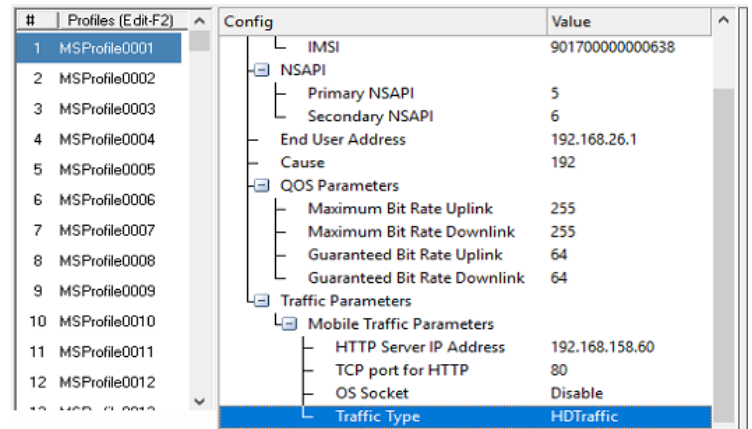 # Profiles (Edit-F2)
1 MSProfile0001
2 MSProfile0002
3 MSProfile0003
4 MSProfile0004
5 MSProfile0005
6 MSProfile0006
7 MSProfile0007
8 MSProfile0008
9 MSProfile0009
10 MSProfile0010
11 MSProfile0011
12 MSProfile0012
Config Value
IMSI 901700000000638
NSAPI
Primary NSAPI 5
Secondary NSAPI 6
End User Address 192.168.26.1
Cause 192
QOS Parameters
Maximum Bit Rate Uplink 255
Maximum Bit Rate Downlink 255
Guaranteed Bit Rate Uplink 64
Guaranteed Bit Rate Downlink 64
Traffic Parameters
Mobile Traffic Parameters
HTTP Server IP Address 192.168.158.60
TCP port for HTTP 80
OS Socket Disable
Traffic Type HDTraffic